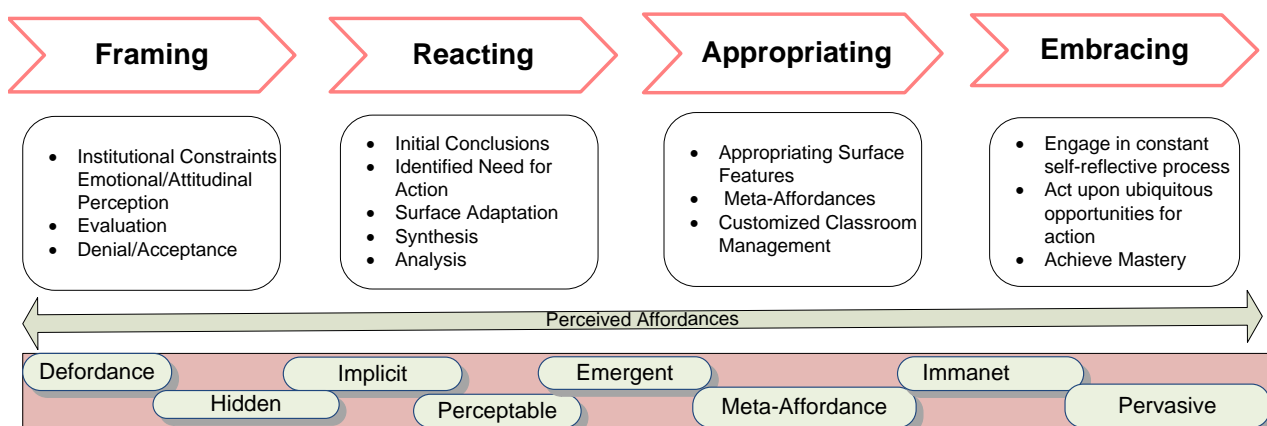 Framing
Reacting
Appropriating
Embracing
• Institutional Constraints
Emotional/Attitudinal
Perception
• Evaluation
• Denial/Acceptance
• Initial Conclusions
• Identified Need for
Action
• Surface Adaptation
• Synthesis
• Analysis
• Appropriating Surface
Features
• Meta-Affordances
• Customized Classroom
Management
• Engage in constant
self-reflective process
• Act upon ubiquitous
opportunities for
action
• Achieve Mastery
Perceived Affordances
Defordance
Hidden
Implicit
Perceptable
Emergent
Meta-Affordance
Immanet
Pervasive